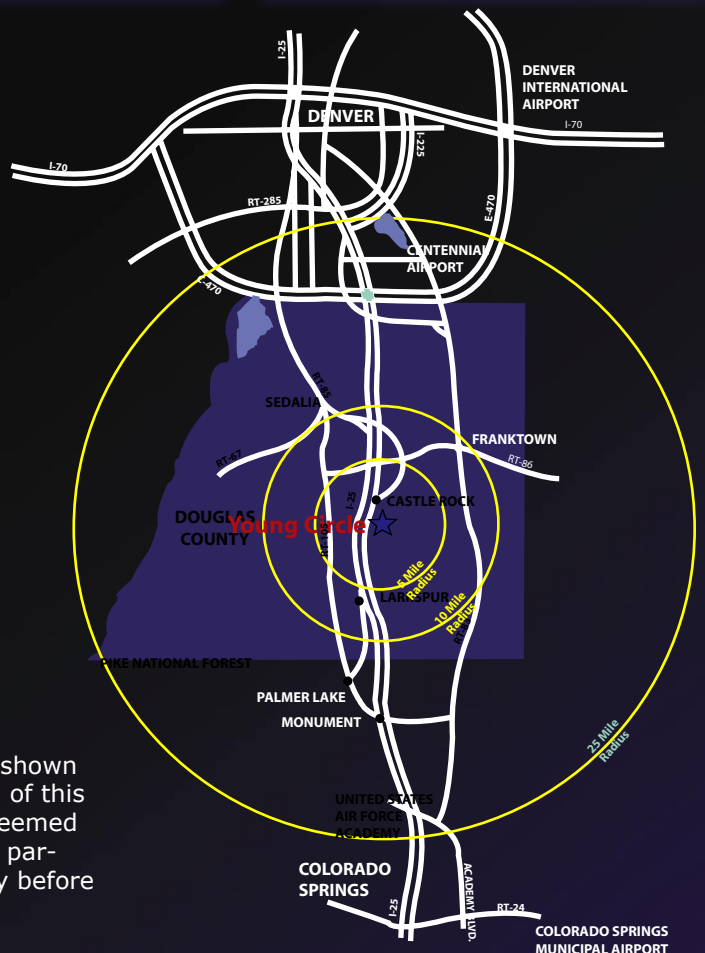 I-25
DENVER
INTERNATIONAL
AIRPORT
DENVER
I-70
I-225
I-70
RT-285
E-470
CENTENNIAL
AIRPORT
C-470
RT-85
SEDALIA
FRANKTOWN
RT-67
RT-86
I-25
CASTLE ROCK
DOUGLAS
COUNTY
Young Circle
5 Mile
Radius
LARKSPUR
10 Mile
Radius
PIKE NATIONAL FOREST
PALMER LAKE
MONUMENT
25 Mile
Radius
shown
of this
eemed
par-
y before
UNITED STATES
AIR FORCE
ACADEMY
COLORADO
SPRINGS
I-25
ACADEMY BLVD.
RT-24
COLORADO SPRINGS
MUNICIPAL AIRPORT